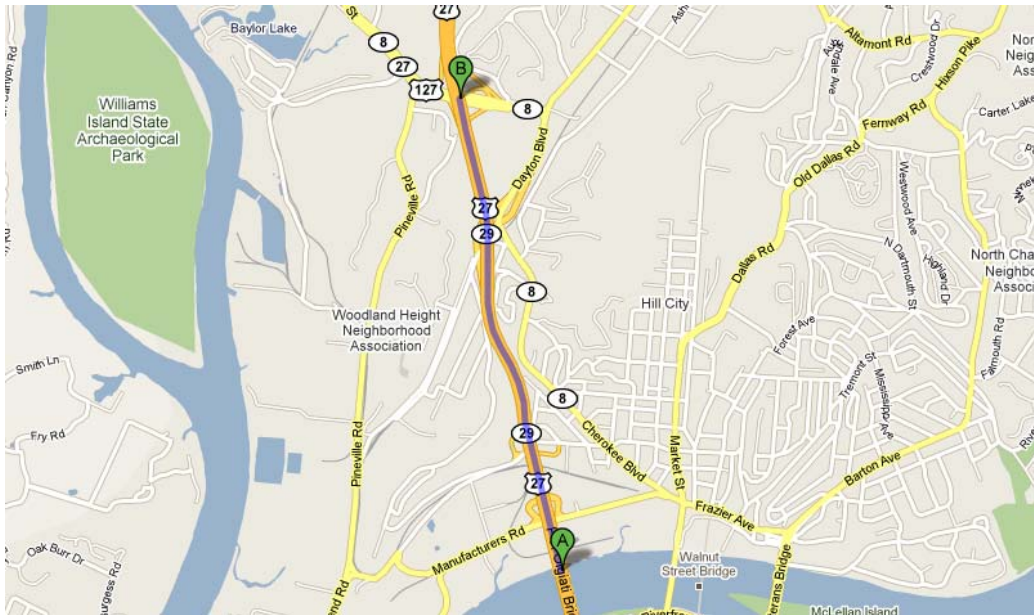 27
St
Baylor Lake
8
27
127
B
8
Altamont Rd
Crestwood Dr
Hixson Pike
Carter Lake
Williams
Island State
Archaeological
Park
Dayton Blvd
Fernway Rd
Old Dallas Rd
Pineville Rd
27
29
Westwood Ave
N Dartmouth St
Highland Dr
Dallas Rd
North Cha
Neighbo
Associat
8
Hill City
Woodland Height
Neighborhood
Association
Forest Ave
Falmouth Rd
Tremont St
Mississippi Ave
Smith Ln
8
Fry Rd
29
Cherokee Blvd
Pineville Rd
Market St
Barton Ave
27
Frazier Ave
Manufacturers Rd
A
Oak Burr Dr
Walnut
Street Bridge
McLellan Island